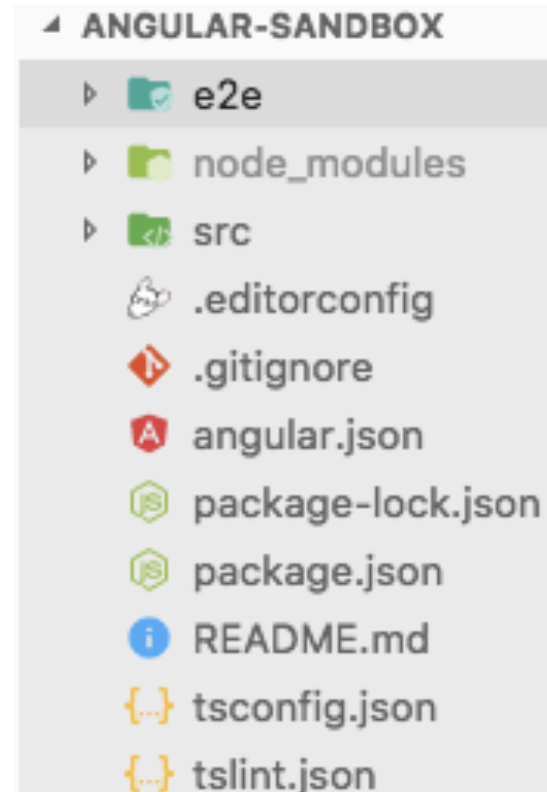 ANGULAR-SANDBOX
e2e
node_modules
src
.editorconfig
.gitignore
angular.json
package-lock.json
package.json
README.md
tsconfig.json
tslint.json